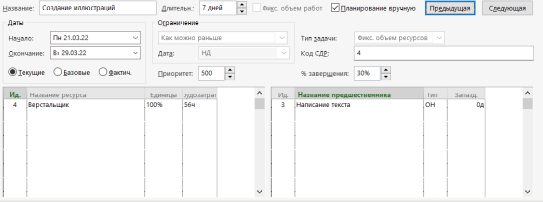 Название: Создание иллюстраций Длительн.: 7 дней Фикс. объем работ Планирование вручную Предыдущая Следующая
Даты Ограничение
Начало: Пн 21.03.22 Как можно раньше Тип задачи: Фикс. объем ресурсов
Окончание: Вт 29.03.22 Дата: НД Код СДР: 4
Текущие Базовые Фактич. Приоритет: 500 % завершения: 30%
Ид. Название ресурса Единицы Трудозатрат Ид. Название предшественника Тип Запазд.
4 Верстальщик 100% 56ч 3 Написание текста ОН 0д